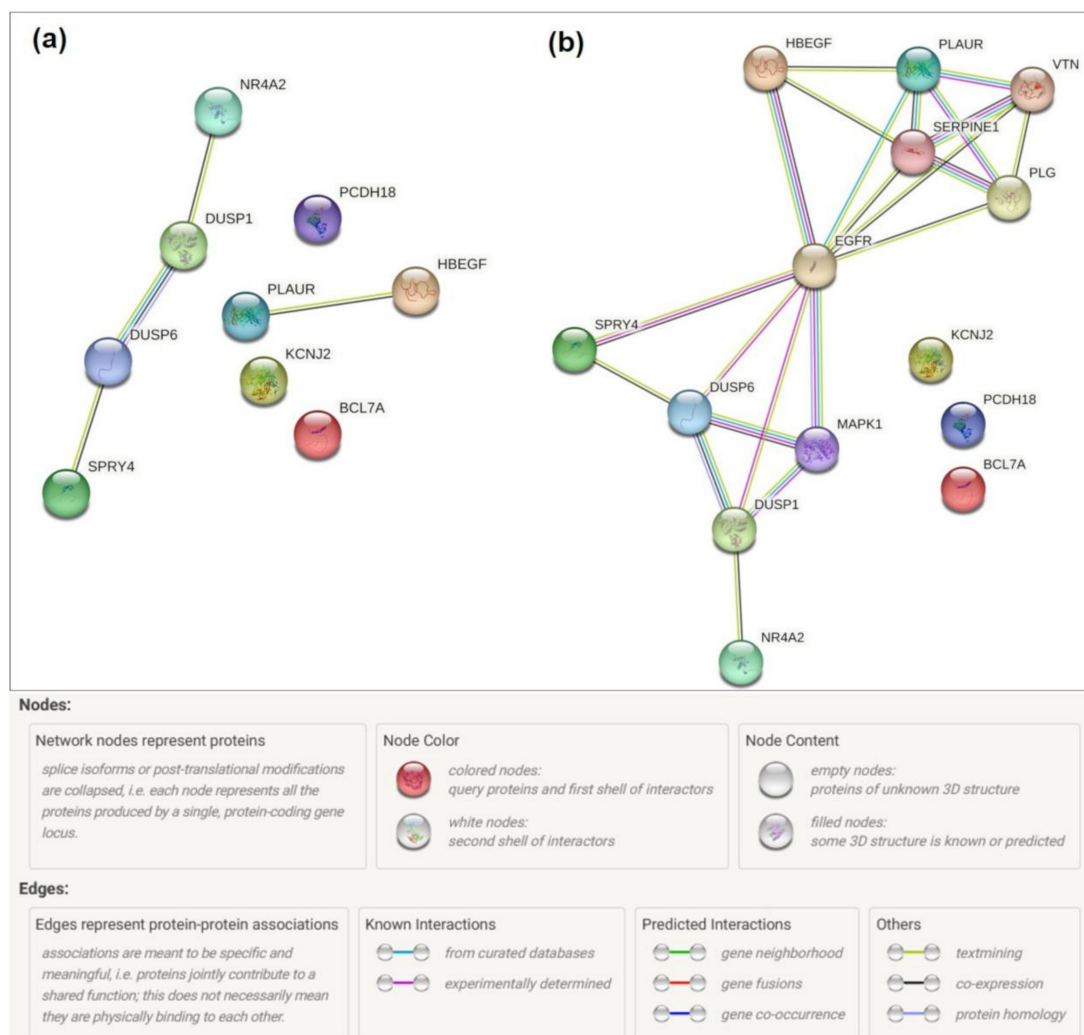 (a)
NR4A2
PCDH18
DUSP1
HBEGF
PLAUR
DUSP6
KCNJ2
BCL7A
SPRY4
(b)
HBEGF
PLAUR
VTN
SERPINE1
PLG
EGFR
SPRY4
KCNJ2
DUSP6
PCDH18
MAPK1
BCL7A
DUSP1
NR4A2
Nodes:
Network nodes represent proteins
splice isoforms or post-translational modifications
are collapsed, i.e. each node represents all the
proteins produced by a single, protein-coding gene
locus.
Node Color
colored nodes:
query proteins and first shell of interactors
white nodes:
second shell of interactors
Node Content
empty nodes:
proteins of unknown 3D structure
filled nodes:
some 3D structure is known or predicted
Edges:
Edges represent protein-protein associations
associations are meant to be specific and
meaningful, i.e. proteins jointly contribute to a
shared function; this does not necessarily mean
they are physically binding to each other.
Known Interactions
from curated databases
experimentally determined
Predicted Interactions
gene neighborhood
gene fusions
gene co-occurrence
Others
textmining
co-expression
protein homology